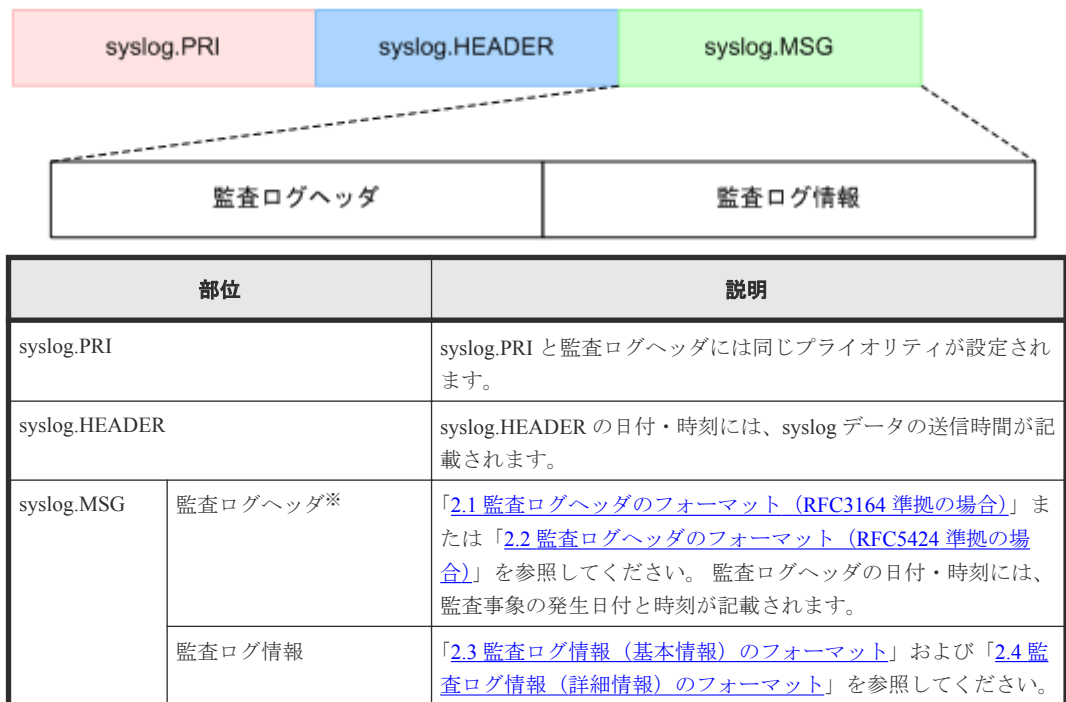 syslog.PRI
syslog.HEADER
syslog.MSG
監査ログヘッダ
監査ログ情報
部位
説明
syslog.PRI
syslog.PRI と監査ログヘッダには同じプライオリティが設定され
ます。
syslog.HEADER
syslog.HEADER の日付・時刻には、syslog データの送信時間が記
載されます。
syslog.MSG
監査ログヘッダ※
「2.1 監査ログヘッダのフォーマット（RFC3164 準拠の場合）」ま
たは「2.2 監査ログヘッダのフォーマット（RFC5424 準拠の場
合）」を参照してください。 監査ログヘッダの日付・時刻には、
監査事象の発生日付と時刻が記載されます。
監査ログ情報
「2.3 監査ログ情報（基本情報）のフォーマット」および「2.4 監
査ログ情報（詳細情報）のフォーマット」を参照してください。